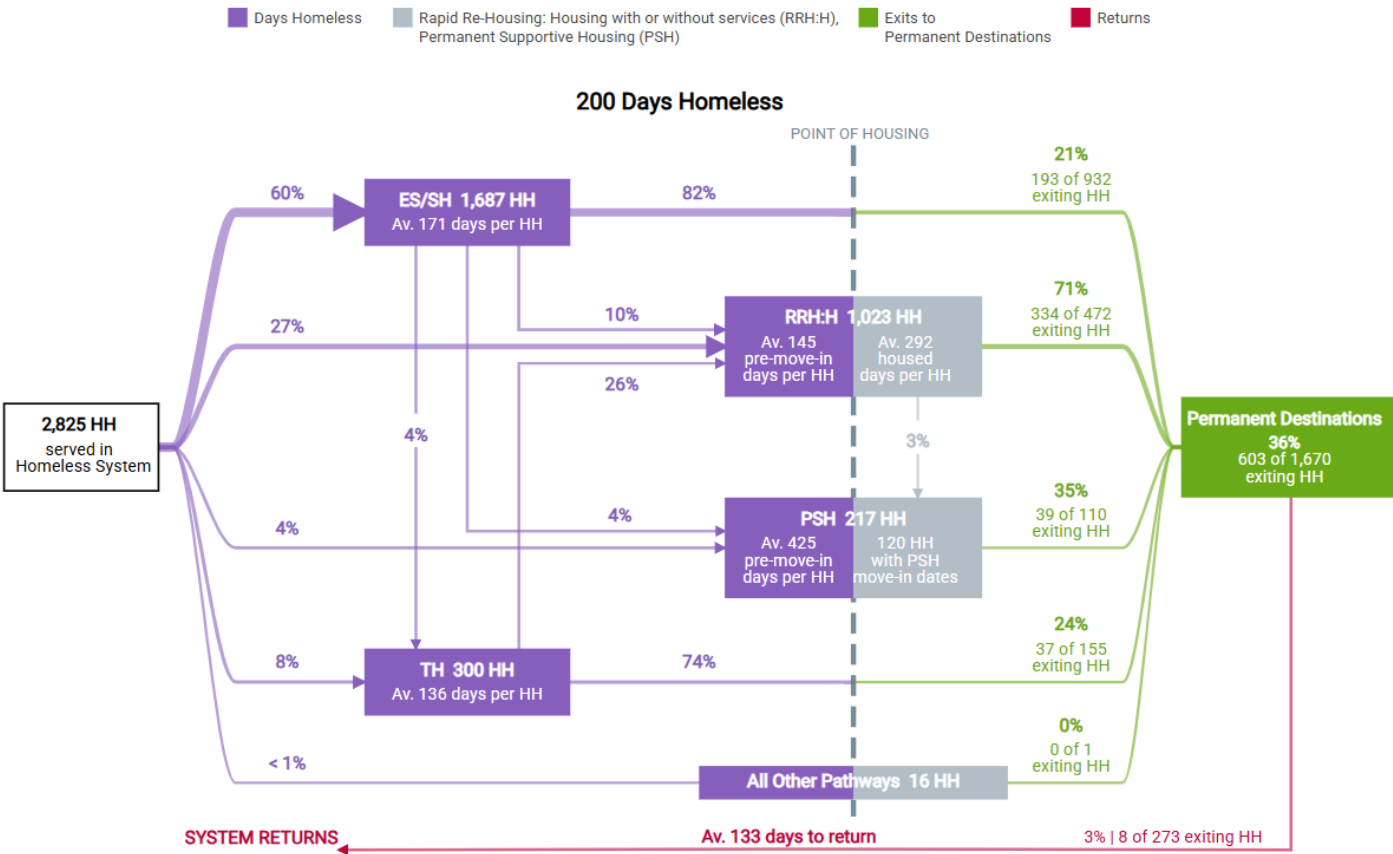 Days Homeless
Rapid Re-Housing: Housing with or without services (RRH:H),
Permanent Supportive Housing (PSH)
Exits to
Permanent Destinations
Returns
200 Days Homeless
POINT OF HOUSING
60%
ES/SH 1,687 HH
Av. 171 days per HH
82%
21%
193 of 932
exiting HH
27%
10%
RRH:H 1,023 HH
Av. 145
pre-move-in
days per HH
Av. 292
housed
days per HH
71%
334 of 472
exiting HH
26%
2,825 HH
served in
Homeless System
4%
3%
Permanent Destinations
36%
603 of 1,670
exiting HH
4%
4%
PSH 217 HH
Av. 425
pre-move-in
days per HH
120 HH
with PSH
move-in dates
35%
39 of 110
exiting HH
8%
TH 300 HH
Av. 136 days per HH
74%
24%
37 of 155
exiting HH
< 1%
All Other Pathways 16 HH
0%
0 of 1
exiting HH
SYSTEM RETURNS
Av. 133 days to return
3% | 8 of 273 exiting HH